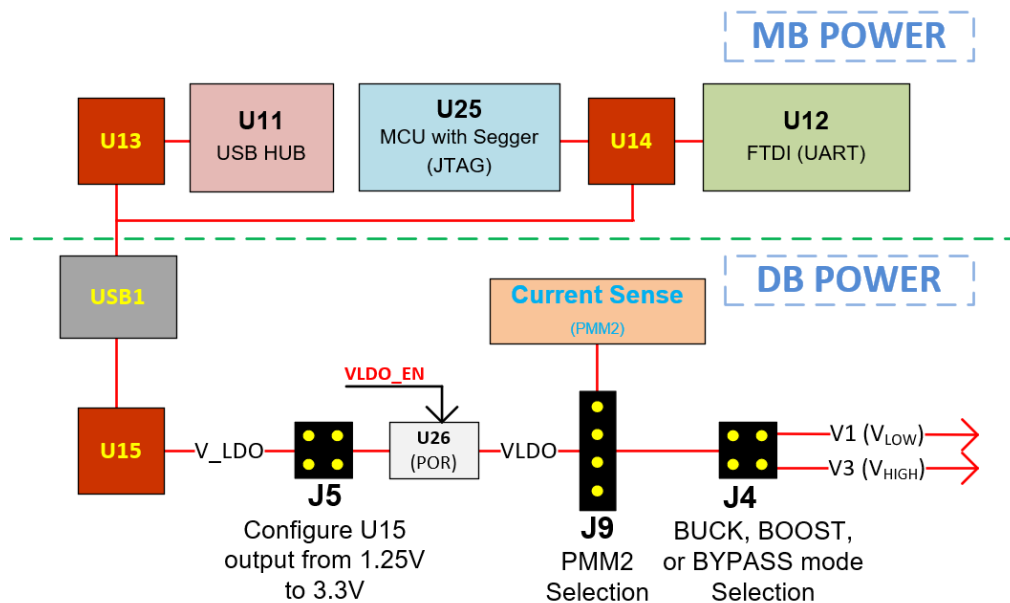 MB POWER
U13
U11
USB HUB
U25
MCU with Segger
(JTAG)
U14
U12
FTDI (UART)
DB POWER
USB1
Current Sense
(PMM2)
VLDO_EN
U15
V_LDO
J5
Configure U15
output from 1.25V
to 3.3V
U26
(POR)
VLDO
J9
PMM2
Selection
J4
BUCK, BOOST,
or BYPASS mode
Selection
V1 (VLOW)
V3 (VHIGH)